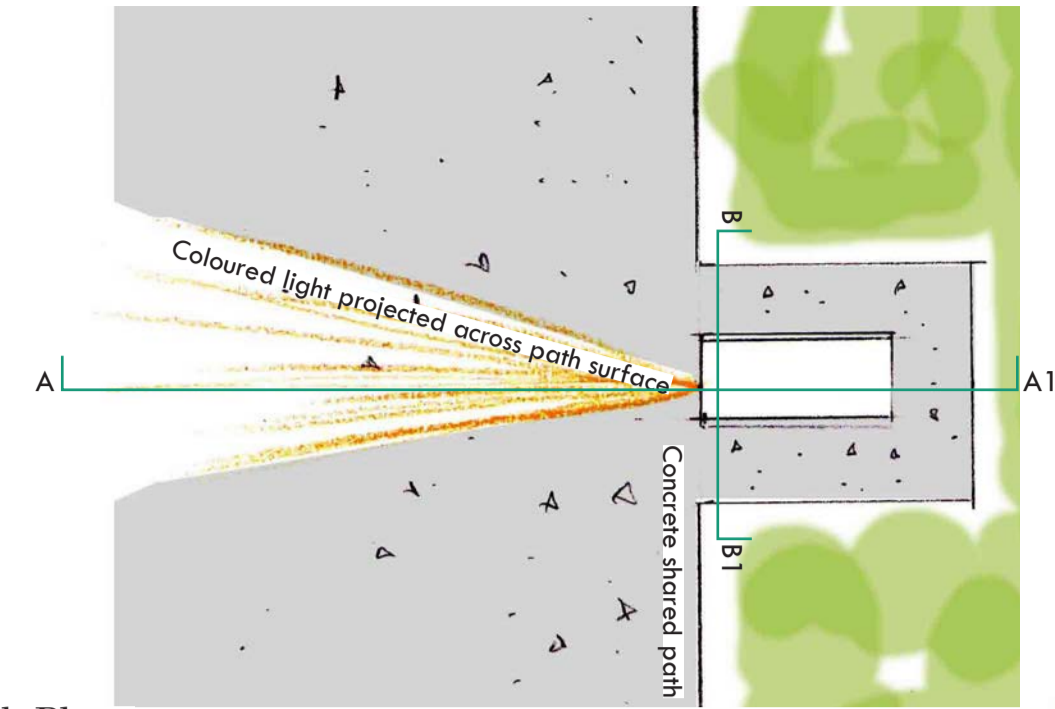 B
Coloured light projected across path surface
A
A1
Concrete shared path
B1